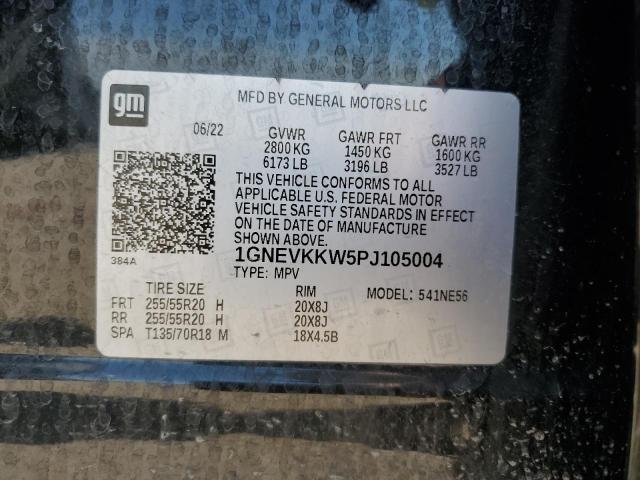 gm
MFD BY GENERAL MOTORS LLC
06/22 GVWR GAWR FRT GAWR RR
2800 KG 1450 KG 1600 KG
6173 LB 3196 LB 3527 LB
THIS VEHICLE CONFORMS TO ALL
APPLICABLE U.S. FEDERAL MOTOR
VEHICLE SAFETY STANDARDS IN EFFECT
ON THE DATE OF MANUFACTURE
SHOWN ABOVE.
384A
1GNEVKKW5PJ105004
TYPE: MPV
TIRE SIZE RIM MODEL: 541NE56
FRT 255/55R20 H 20X8J
RR 255/55R20 H 20X8J
SPA T135/70R18 M 18X4.5B